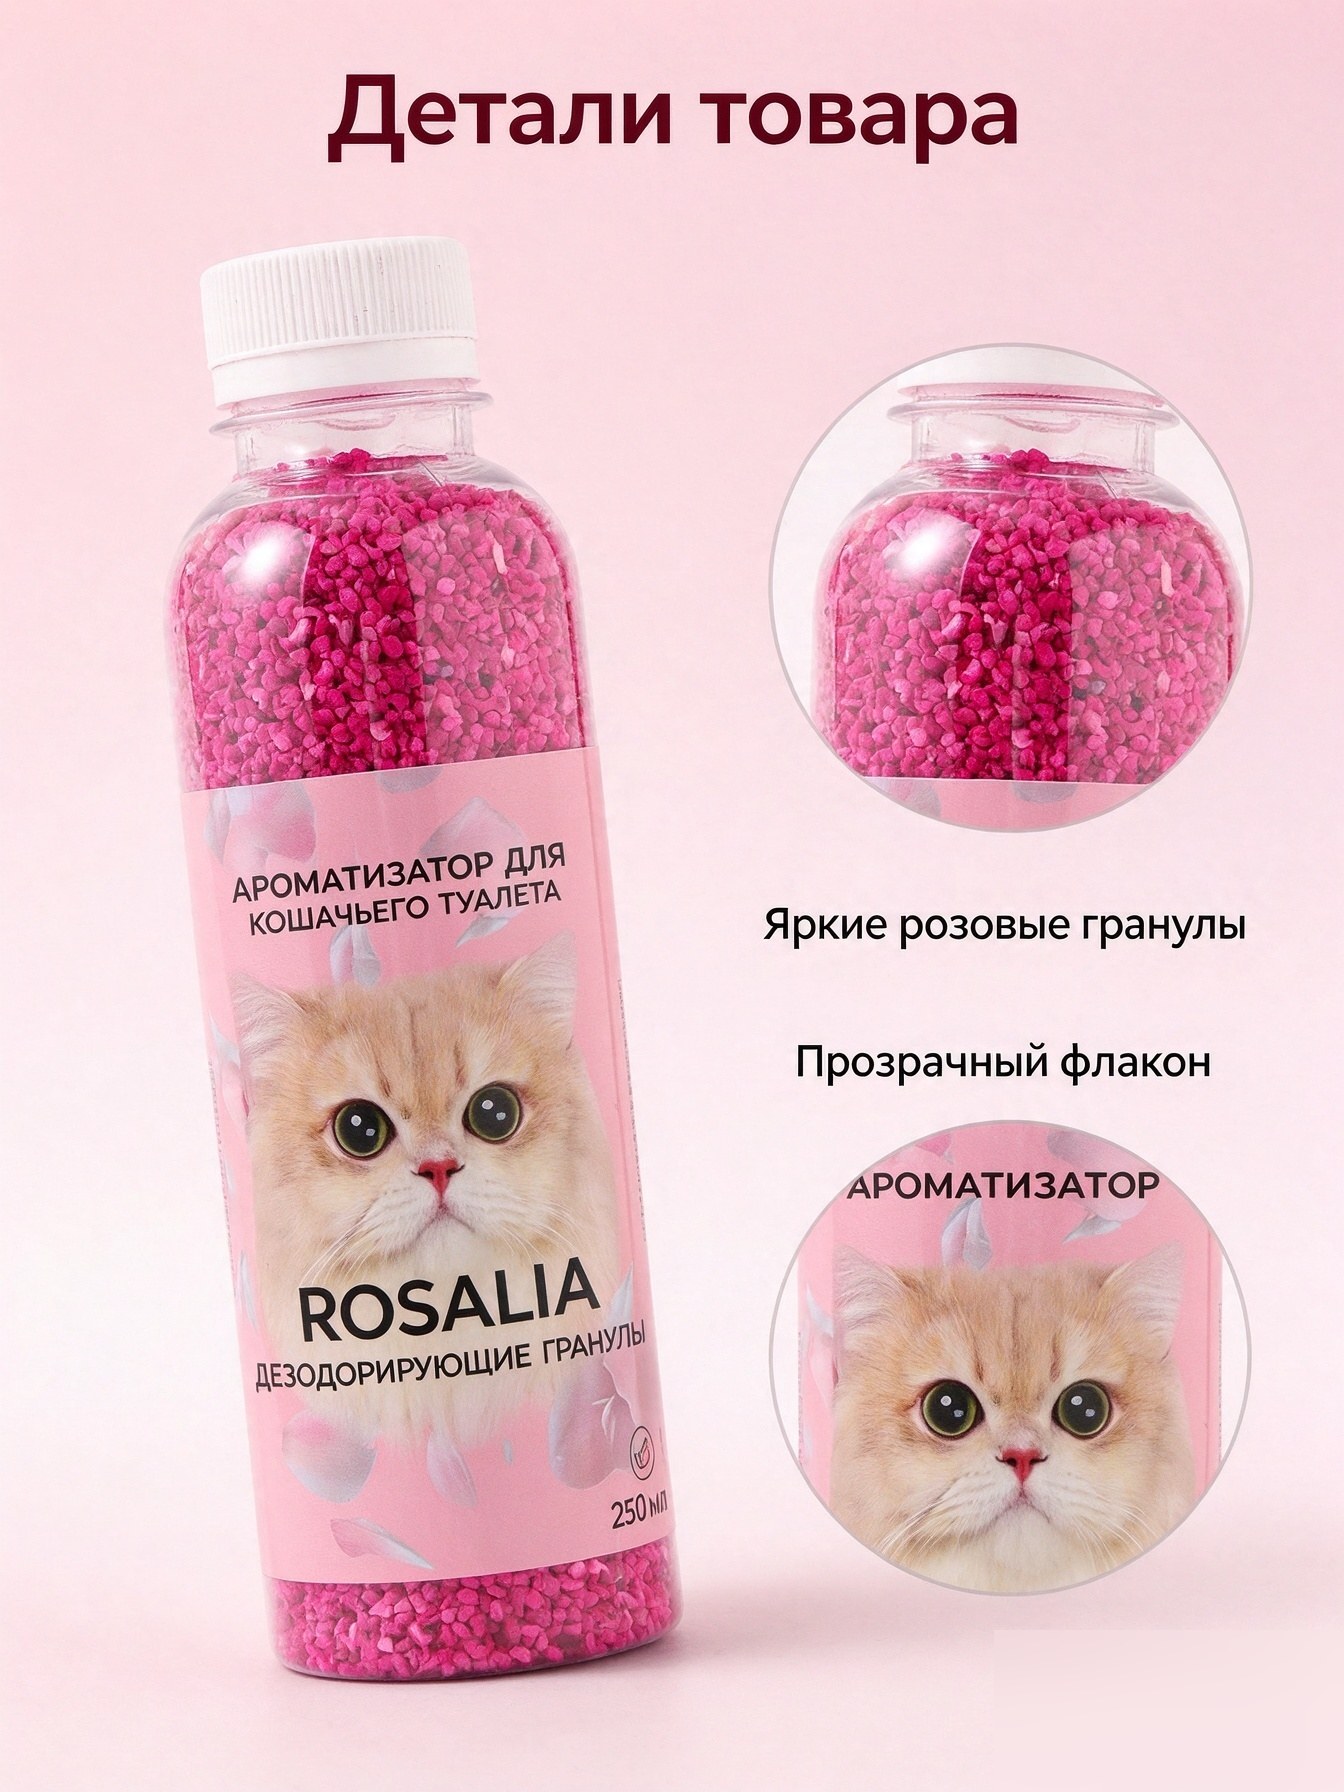 Детали товара
АРОМАТИЗАТОР ДЛЯ
КОШАЧЬЕГО ТУАЛЕТА
ROSALIA
ДЕЗОДОРИРУЮЩИЕ ГРАНУЛЫ
250 мл
Яркие розовые гранулы
Прозрачный флакон
АРОМАТИЗАТОР